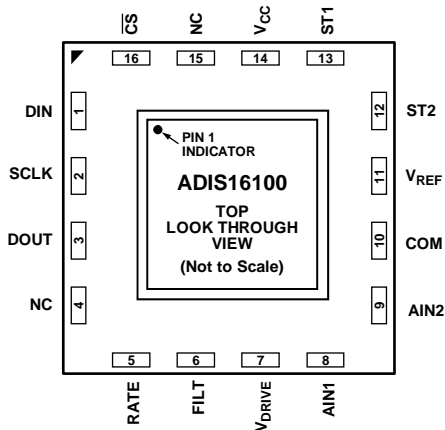 CS
NC
VCC
ST1
16
15
14
13
DIN
1
12
ST2
SCLK
2
11
VREF
DOUT
3
10
COM
NC
4
9
AIN2
PIN 1
INDICATOR
ADIS16100
TOP
LOOK THROUGH
VIEW
(Not to Scale)
5
6
7
8
RATE
FILT
VDRIVE
AIN1